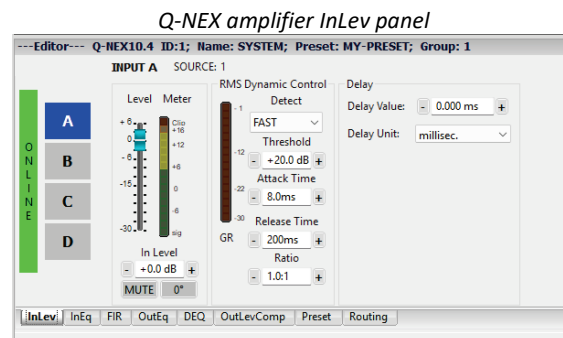 Q-NEX amplifier InLev panel
---Editor--- Q-NEX10.4 ID:1; Name: SYSTEM; Preset: MY-PRESET; Group: 1
INPUT A SOURCE: 1
Level Meter
+6
0
-6
-15
-30
Clip
+16
+12
+6
0
-6
sig
In Level
- +0.0 dB +
MUTE 0°
RMS Dynamic Control
-1
-12
-22
-30
GR
Detect
FAST
Threshold
- +20.0 dB +
Attack Time
- 8.0ms +
Release Time
- 200ms +
Ratio
- 1.0:1 +
Delay
Delay Value: - 0.000 ms +
Delay Unit: millisec.
ONLINE
A
B
C
D
InLev InEq FIR OutEq DEQ OutLevComp Preset Routing